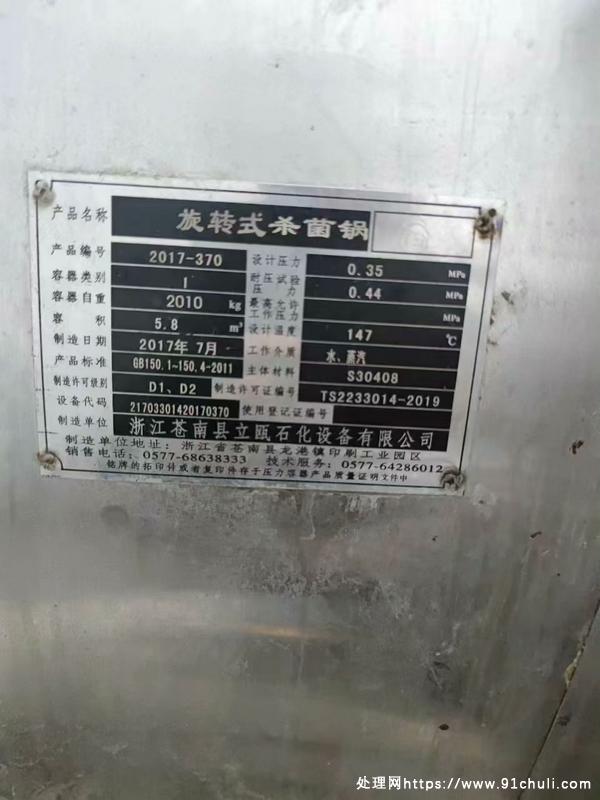 产品名称 旋转式杀菌锅
产品编号 2017-370 设计压力 0.35 MPa
容器类别 I 耐压试验压力 0.44 MPa
容器自重 2010 kg 最高允许工作压力 MPa
容积 5.8 m³ 设计温度 147 ℃
制造日期 2017年7月 工作介质 水、蒸汽
产品标准 GB150.1~150.4-2011 主体材料 S30408
制造许可级别 D1、D2 制造许可证编号 TS2233014-2019
设备代码 21703301420170370 使用登记证编号
制造单位 浙江苍南县立瓯石化设备有限公司
制造单位地址：浙江省苍南县龙港镇印刷工业园区
销售电话：0577-68638333 技术服务：0577-64286012
铭牌的拓印件或者复印件存于压力容器产品质量证明文件中
处理网https://www.91chuli.com